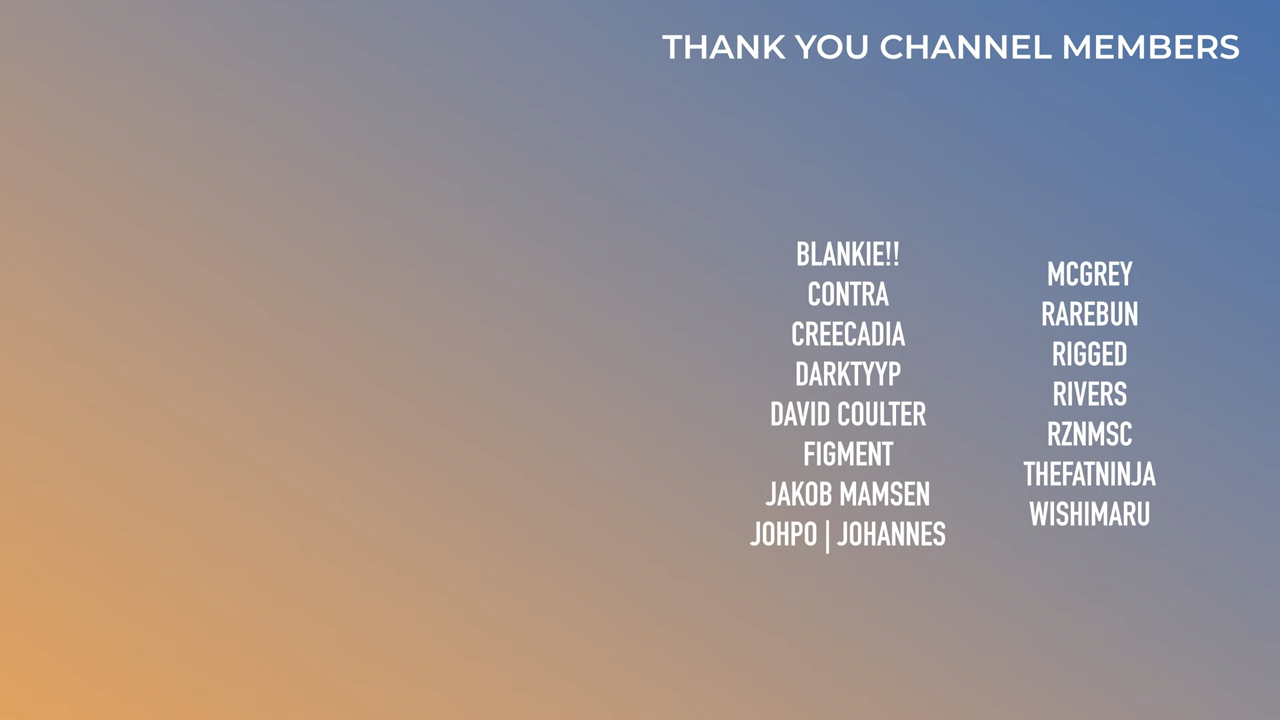 THANK YOU CHANNEL MEMBERS
BLANKIE!!
CONTRA
CREECADIA
DARKTYYP
DAVID COULTER
FIGMENT
JAKOB MAMSEN
JOHPO | JOHANNES
MCGREY
RAREBUN
RIGGED
RIVERS
RZNMSC
THEFATNINJA
WISHIMARU